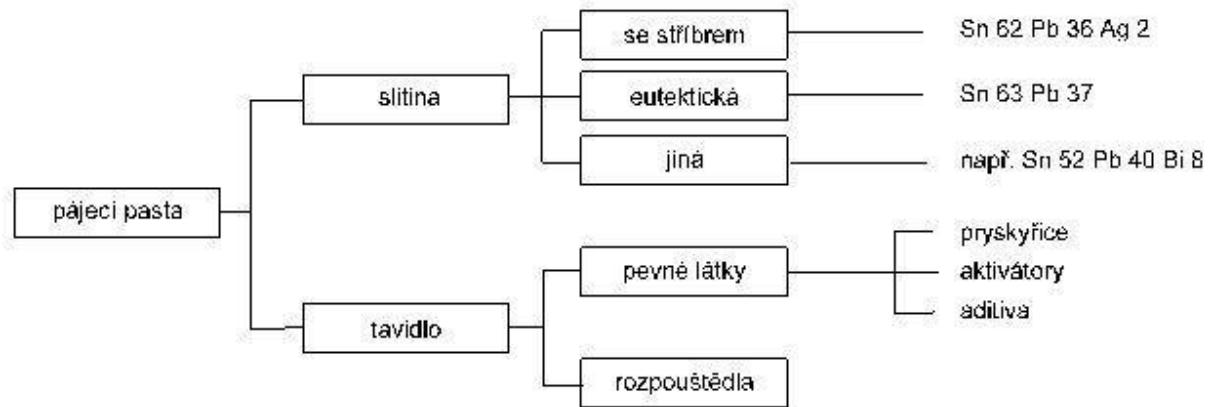 se stříbrem
Sn 62 Pb 36 Ag 2
slitina
eutektická
Sn 63 Pb 37
jiná
např. Sn 52 Pb 40 Bi 8
pájecí pasta
pryskyřice
pevné látky
aktivátory
aditiva
tavidlo
rozpouštědla